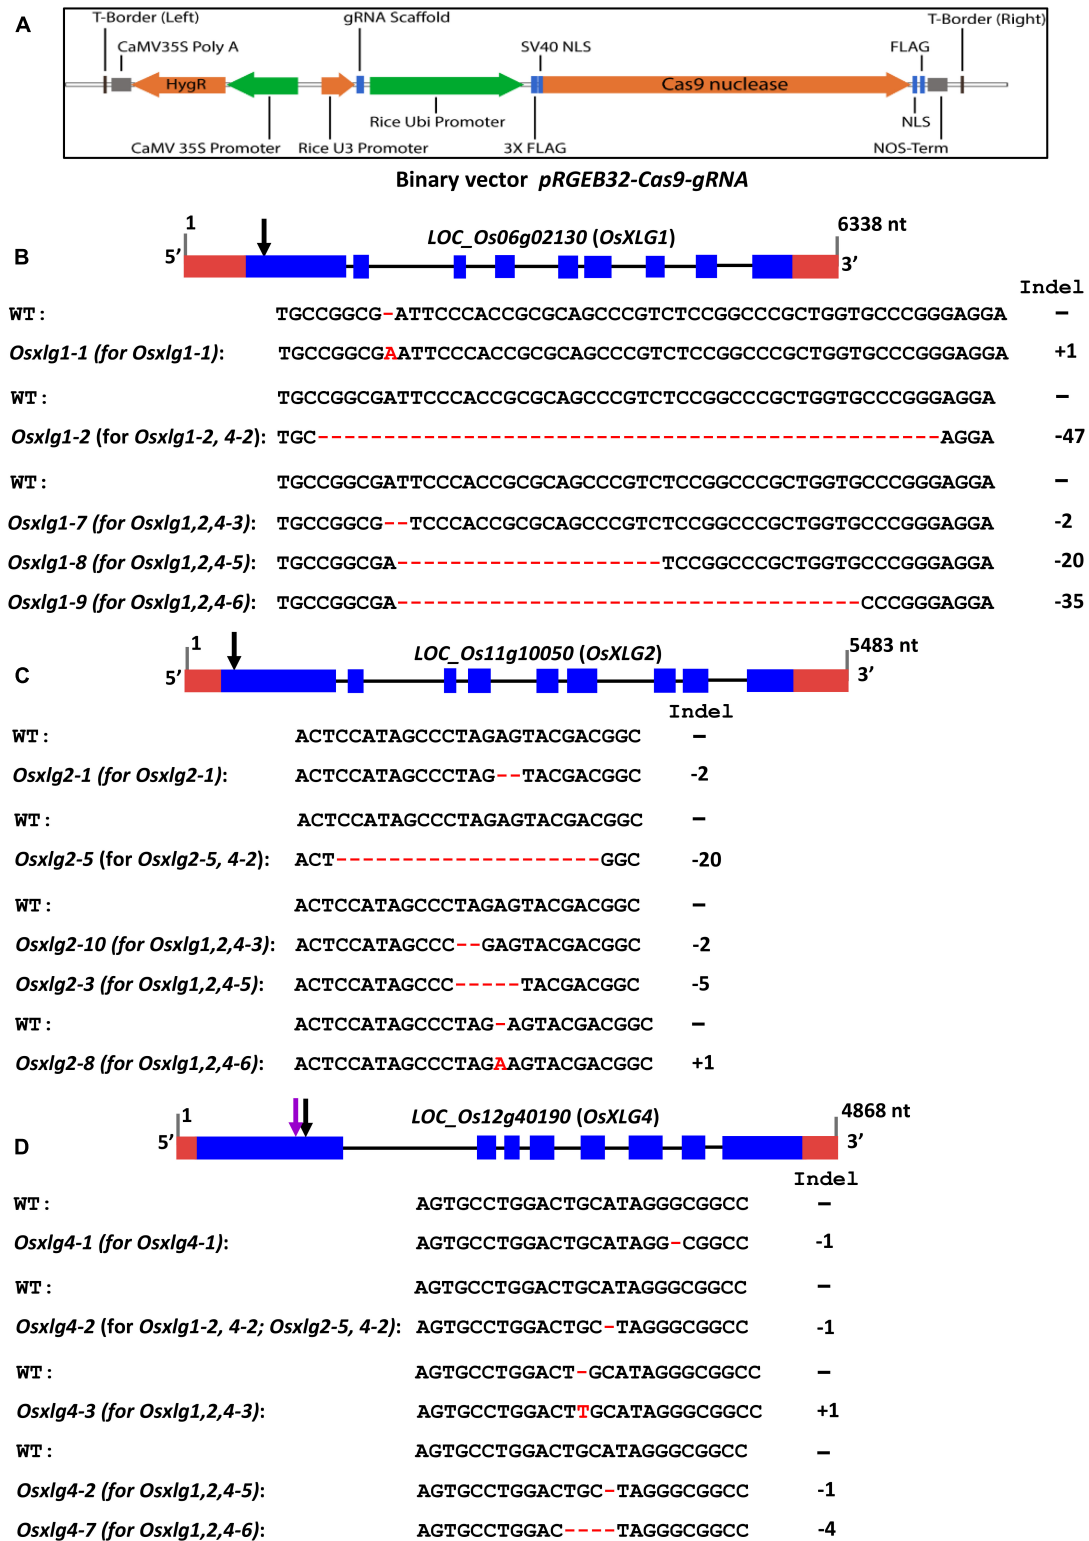 A
T-Border (Left)
gRNA Scaffold
T-Border (Right)
CaMV35S Poly A
SV40 NLS
FLAG
HygR
Cas9 nuclease
Rice Ubi Promoter
NLS
CaMV 35S Promoter
Rice U3 Promoter
3X FLAG
NOS-Term
Binary vector pRGEB32-Cas9-gRNA
B
1
LOC_Os06g02130 (OsXLG1)
6338 nt
5’
3’
Indel
WT: TGCCGGCG-ATTCCCACCGCGCAGCCCGTCTCCGGCCCGCTGGTGCCCGGGAGGA –
Osxlg1-1 (for Osxlg1-1): TGCCGGCGAATTCCCACCGCGCAGCCCGTCTCCGGCCCGCTGGTGCCCGGGAGGA +1
WT: TGCCGGCGATTCCCACCGCGCAGCCCGTCTCCGGCCCGCTGGTGCCCGGGAGGA –
Osxlg1-2 (for Osxlg1-2, 4-2): TGC-----------------------------------------------AGGA -47
WT: TGCCGGCGATTCCCACCGCGCAGCCCGTCTCCGGCCCGCTGGTGCCCGGGAGGA –
Osxlg1-7 (for Osxlg1,2,4-3): TGCCGGCG--TCCCACCGCGCAGCCCGTCTCCGGCCCGCTGGTGCCCGGGAGGA -2
Osxlg1-8 (for Osxlg1,2,4-5): TGCCGGCGA--------------------TCCGGCCCGCTGGTGCCCGGGAGGA -20
Osxlg1-9 (for Osxlg1,2,4-6): TGCCGGCGA-----------------------------------CCCGGGAGGA -35
C
1
LOC_Os11g10050 (OsXLG2)
5483 nt
5’
3’
Indel
WT: ACTCCATAGCCCTAGAGTACGACGGC –
Osxlg2-1 (for Osxlg2-1): ACTCCATAGCCCTAG--TACGACGGC -2
WT: ACTCCATAGCCCTAGAGTACGACGGC –
Osxlg2-5 (for Osxlg2-5, 4-2): ACT--------------------GGC -20
WT: ACTCCATAGCCCTAGAGTACGACGGC –
Osxlg2-10 (for Osxlg1,2,4-3): ACTCCATAGCCC--GAGTACGACGGC -2
Osxlg2-3 (for Osxlg1,2,4-5): ACTCCATAGCCC-----TACGACGGC -5
WT: ACTCCATAGCCCTAG-AGTACGACGGC –
Osxlg2-8 (for Osxlg1,2,4-6): ACTCCATAGCCCTAGAAGTACGACGGC +1
D
1
LOC_Os12g40190 (OsXLG4)
4868 nt
5’
3’
Indel
WT: AGTGCCTGGACTGCATAGGGCGGCC –
Osxlg4-1 (for Osxlg4-1): AGTGCCTGGACTGCATAGG-CGGCC -1
WT: AGTGCCTGGACTGCATAGGGCGGCC –
Osxlg4-2 (for Osxlg1-2, 4-2; Osxlg2-5, 4-2): AGTGCCTGGACTGC-TAGGGCGGCC -1
WT: AGTGCCTGGACT-GCATAGGGCGGCC –
Osxlg4-3 (for Osxlg1,2,4-3): AGTGCCTGGACTTGCATAGGGCGGCC +1
WT: AGTGCCTGGACTGCATAGGGCGGCC –
Osxlg4-2 (for Osxlg1,2,4-5): AGTGCCTGGACTGC-TAGGGCGGCC -1
Osxlg4-7 (for Osxlg1,2,4-6): AGTGCCTGGAC----TAGGGCGGCC -4